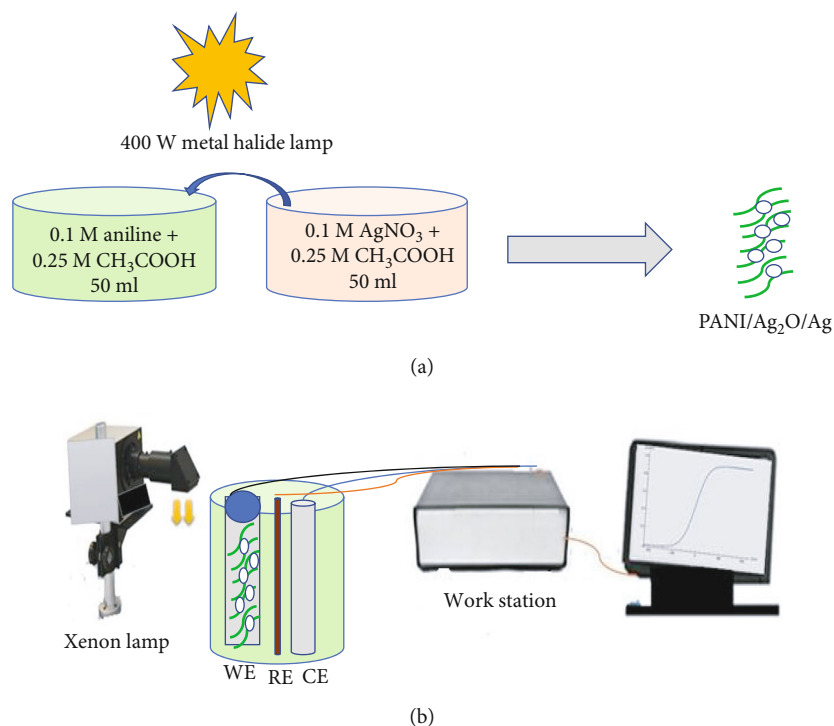 400 W metal halide lamp
0.1 M aniline +
0.25 M CH₃COOH
50 ml
0.1 M AgNO₃ +
0.25 M CH₃COOH
50 ml
PANI/Ag₂O/Ag
(a)
Xenon lamp
WE
RE
CE
Work station
(b)